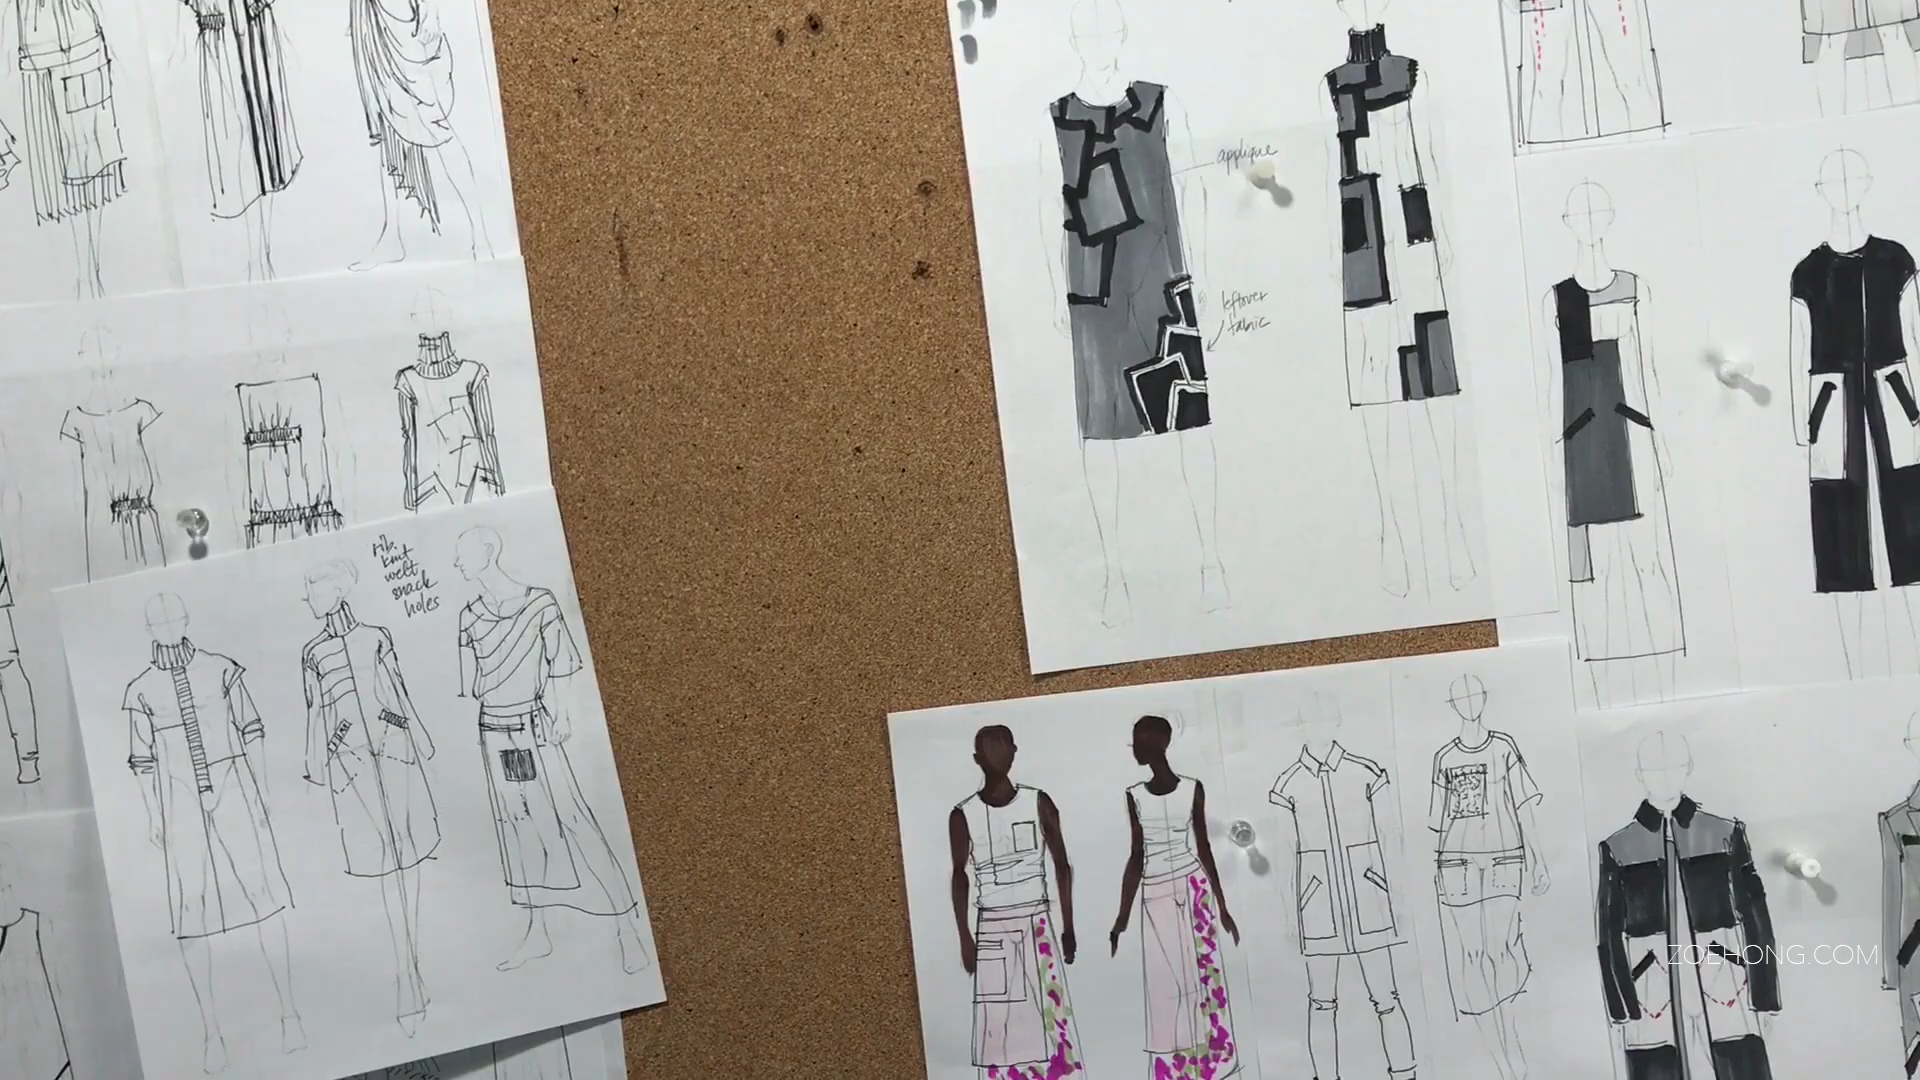 applique
leftover
fabric
rib
knit
welt
snack
holes
ZOEHONG.COM